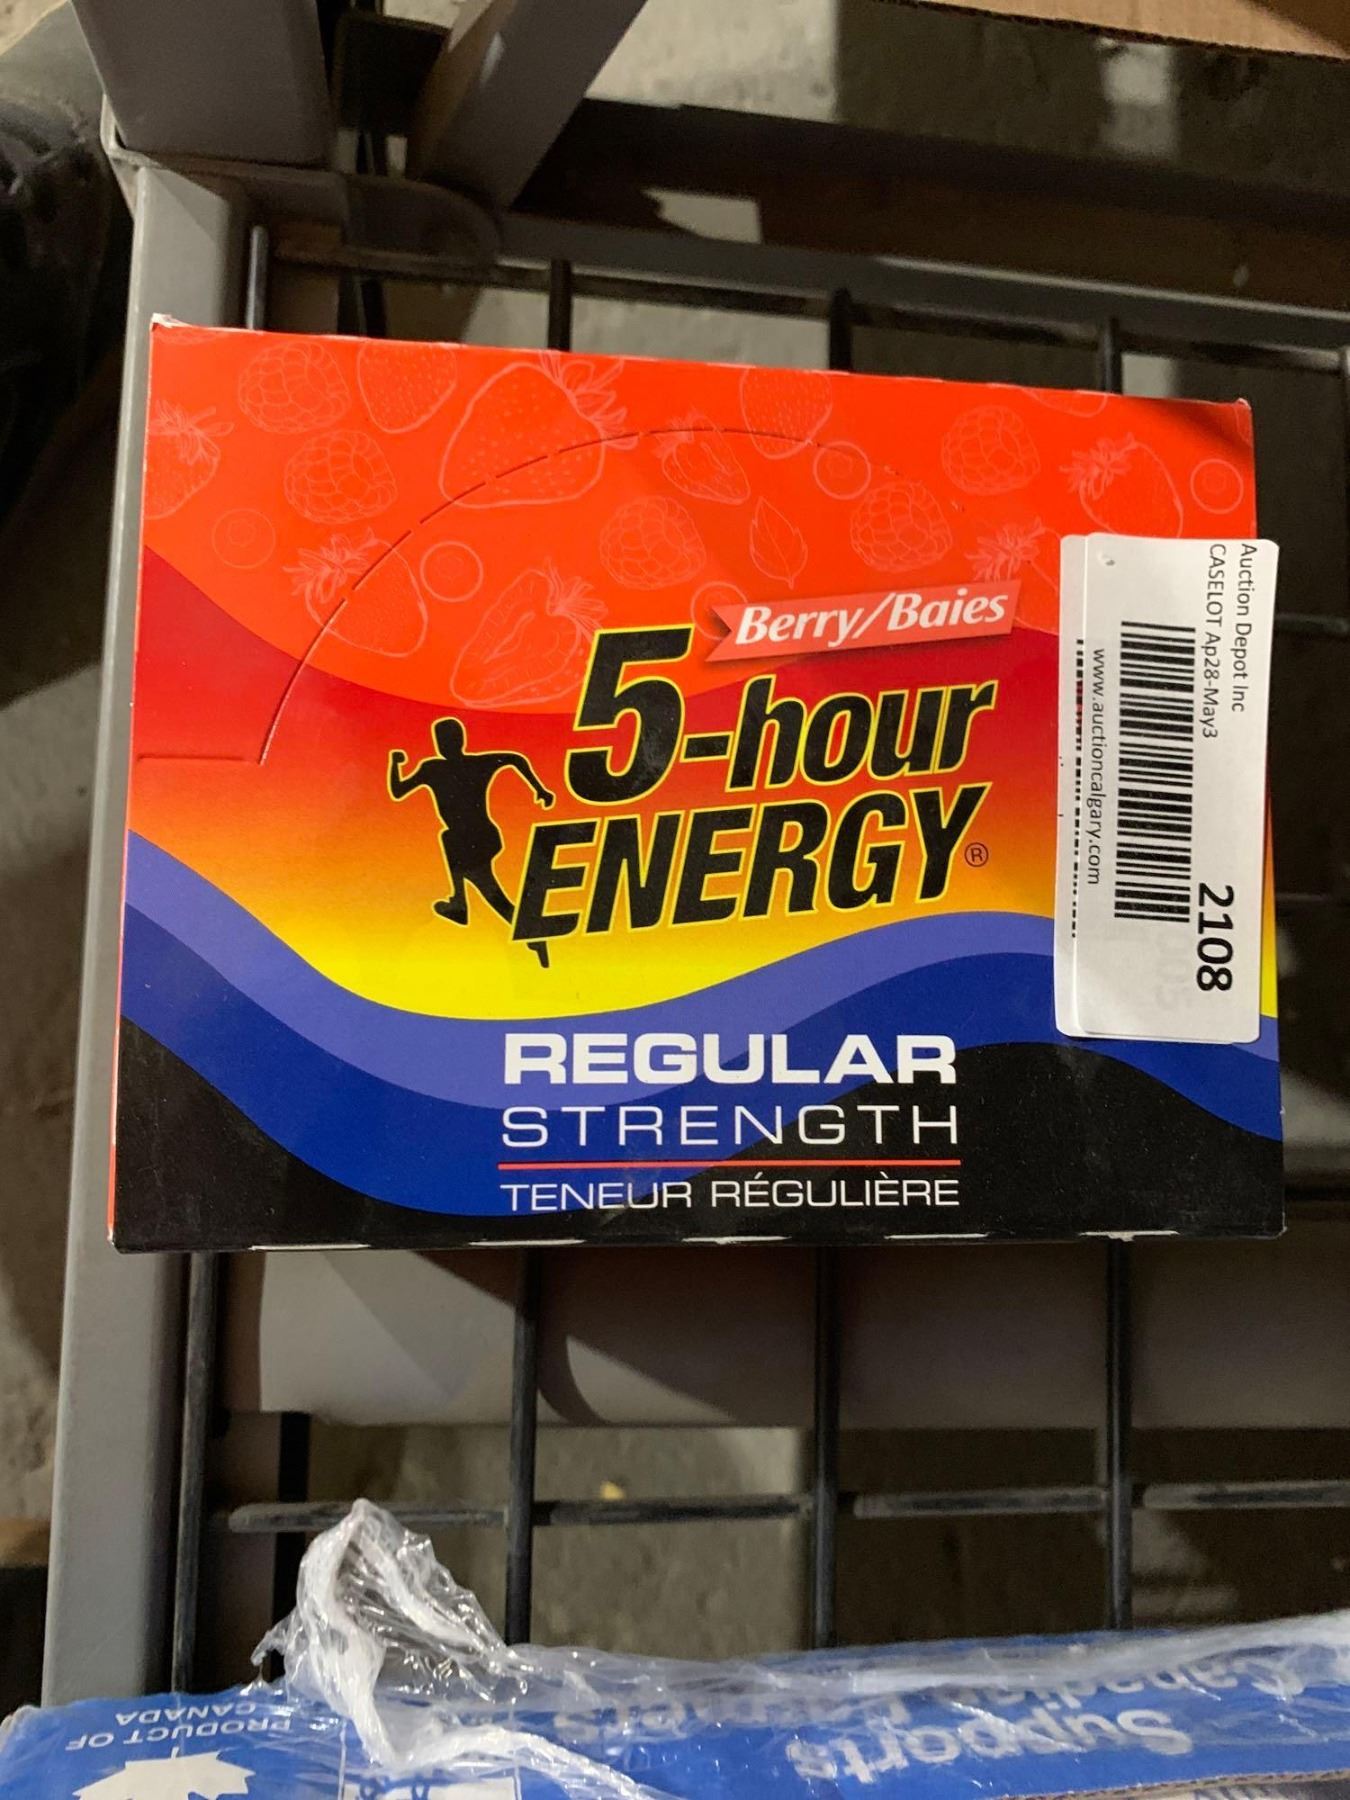 Berry/Baies
5-hour
ENERGY®
REGULAR
STRENGTH
TENEUR RÉGULIÈRE
Auction Depot Inc
CASELOT Ap28-May3
2108
www.auctioncalgary.com
Supports
Canadian
PRODUCT OF
CANADA